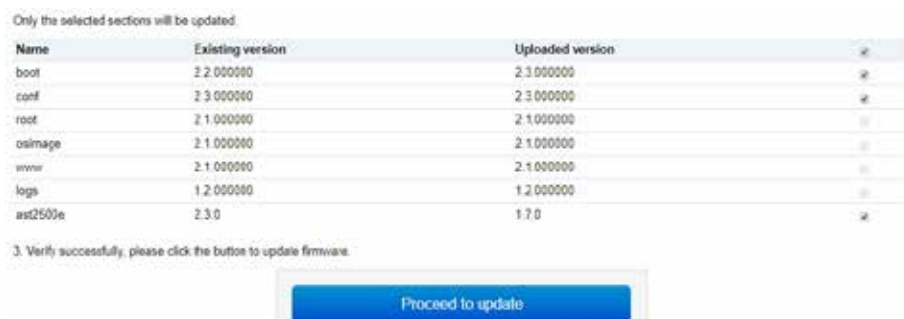 Only the selected sections will be updated.
Name Existing version Uploaded version
boot 2.2.000000 2.3.000000
conf 2.3.000000 2.3.000000
root 2.1.000000 2.1.000000
osimage 2.1.000000 2.1.000000
www 2.1.000000 2.1.000000
logs 1.2.000000 1.2.000000
ast2500e 2.3.0 1.7.0
3. Verify successfully, please click the button to update firmware.
Proceed to update